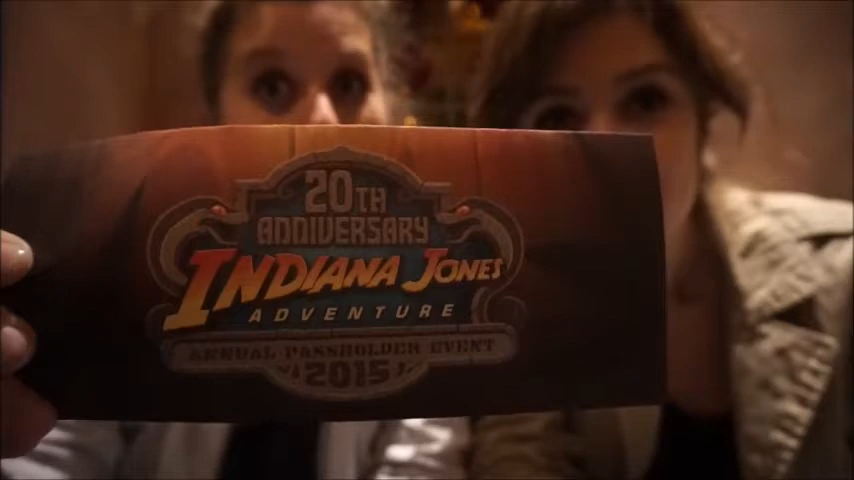 20TH
ANNIVERSARY
INDIANA JONES
ADVENTURE
ANNUAL PASSHOLDER EVENT
2015